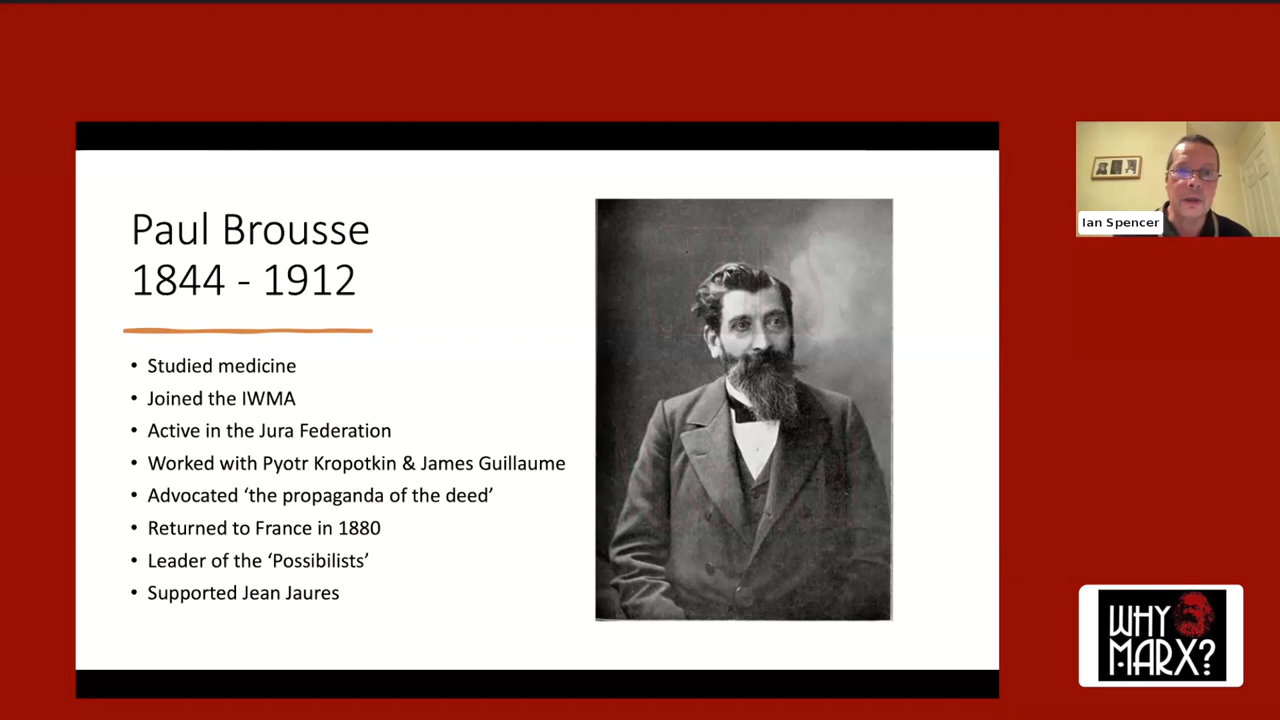 Paul Brousse
1844 - 1912
• Studied medicine
• Joined the IWMA
• Active in the Jura Federation
• Worked with Pyotr Kropotkin & James Guillaume
• Advocated ‘the propaganda of the deed’
• Returned to France in 1880
• Leader of the ‘Possibilists’
• Supported Jean Jaures
Ian Spencer
WHY
MARX?